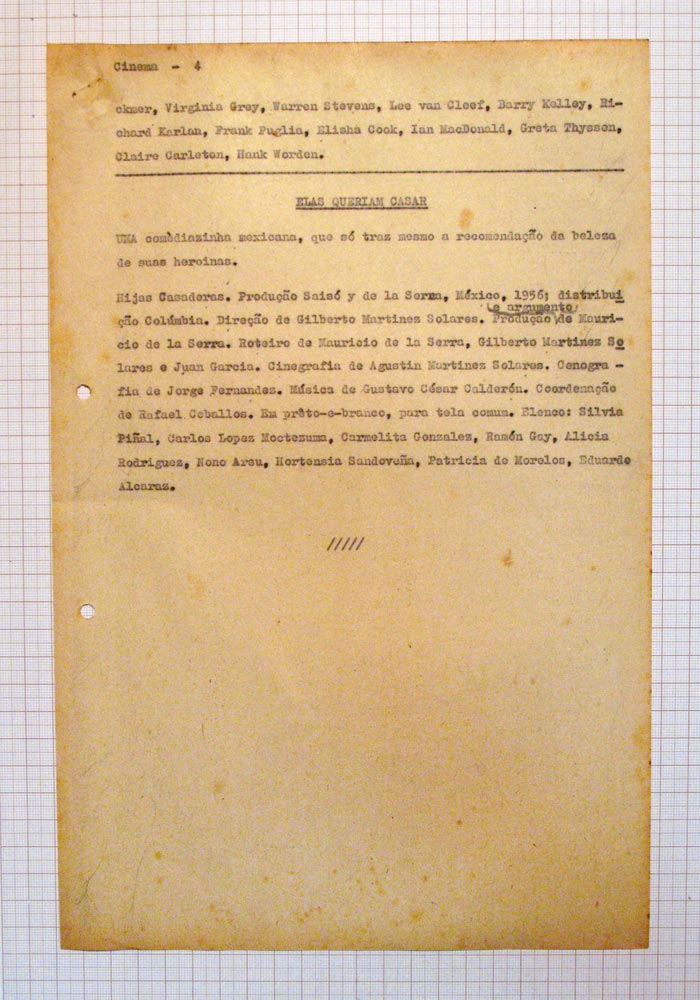 Cinema - 4
ckmer, Virginia Grey, Warren Stevens, Lee van Cleef, Barry Kelley, Ri-
chard Karlan, Frank Puglia, Elisha Cook, Ian MacDonald, Greta Thyssen,
Claire Carleton, Hank Worden.
ELAS QUERIAM CASAR
UMA comèdiazinha mexicana, que só traz mesmo a recomendação da beleza
de suas heroinas.
Hijas Casaderas. Produção Saisó y de la Serna, México, 1956; distribui
e argumento
ção Colúmbia. Direção de Gilberto Martinez Solares. Produção de Mauri-
cio de la Serra. Roteiro de Mauricio de la Serra, Gilberto Martinez So
lares e Juan Garcia. Cinegrafia de Agustin Martinez Solares. Cenogra -
fia de Jorge Fernandez. Música de Gustavo César Calderón. Coordenação
de Rafael Ceballos. Em prêto-e-branco, para tela comum. Elenco: Silvia
Piñal, Carlos Lopez Moctezuma, Carmelita Gonzalez, Ramón Gay, Alicia
Rodriguez, Nono Arsu, Hortensia Sandoveña, Patricia de Morelos, Eduardo
Alcaraz.
/////